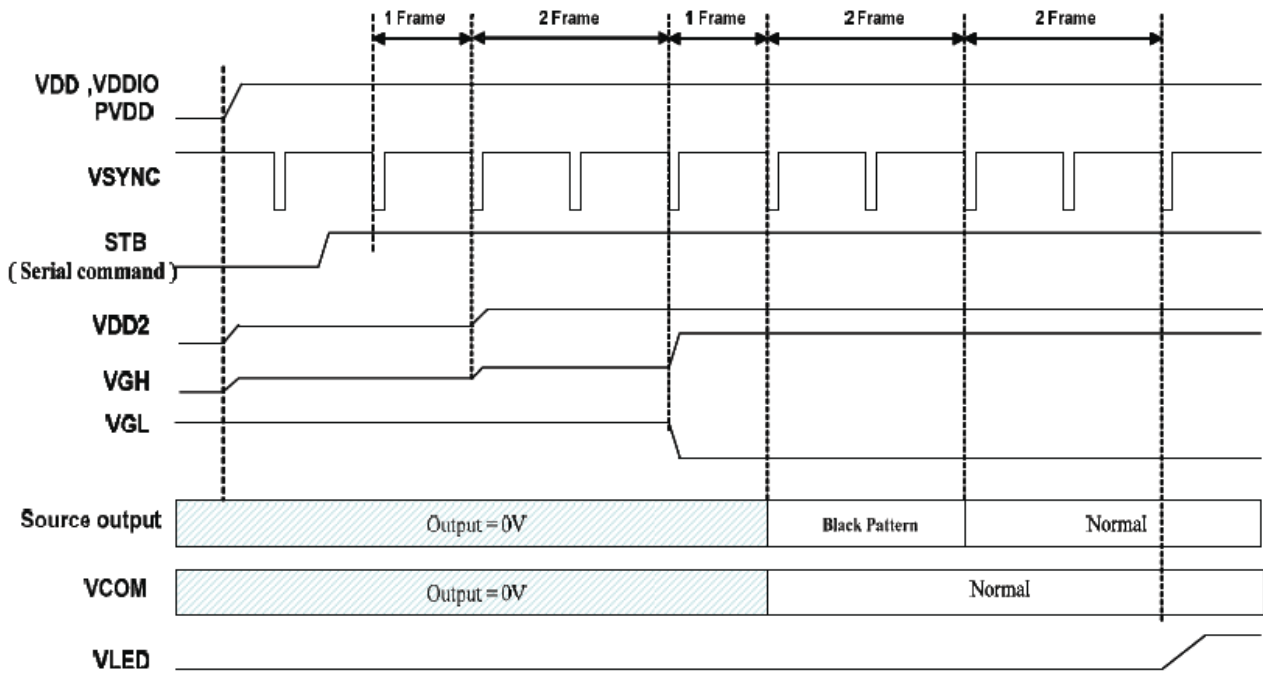 1 Frame 2 Frame 1 Frame 2 Frame 2 Frame
VDD ,VDDIO
PVDD
VSYNC
STB
( Serial command )
VDD2
VGH
VGL
Source output Output = 0V Black Pattern Normal
VCOM Output = 0V Normal
VLED